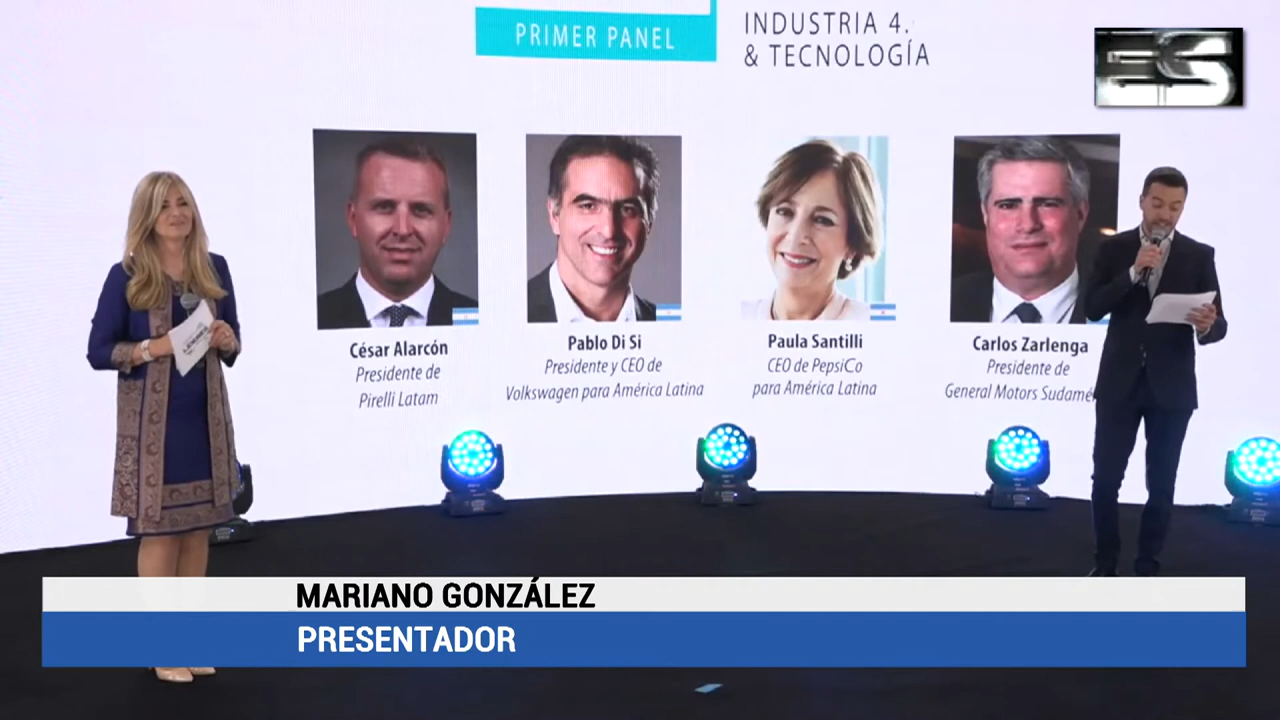 PRIMER PANEL
INDUSTRIA 4.
& TECNOLOGÍA
ES
César Alarcón
Presidente de
Pirelli Latam
Pablo Di Si
Presidente y CEO de
Volkswagen para América Latina
Paula Santilli
CEO de PepsiCo
para América Latina
Carlos Zarlenga
Presidente de
General Motors Sudamé
MARIANO GONZÁLEZ
PRESENTADOR